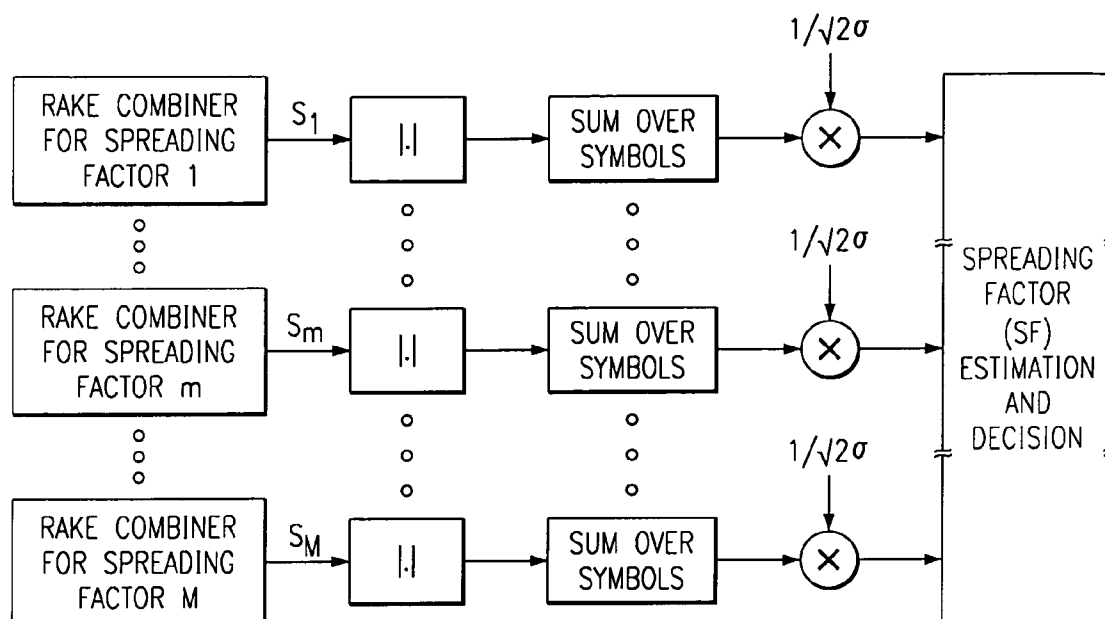 1/√2σ
RAKE COMBINER
FOR SPREADING
FACTOR 1
S1
|.|
SUM OVER
SYMBOLS
×
1/√2σ
RAKE COMBINER
FOR SPREADING
FACTOR m
Sm
|.|
SUM OVER
SYMBOLS
×
SPREADING
FACTOR
(SF)
ESTIMATION
AND
DECISION
1/√2σ
RAKE COMBINER
FOR SPREADING
FACTOR M
SM
|.|
SUM OVER
SYMBOLS
×